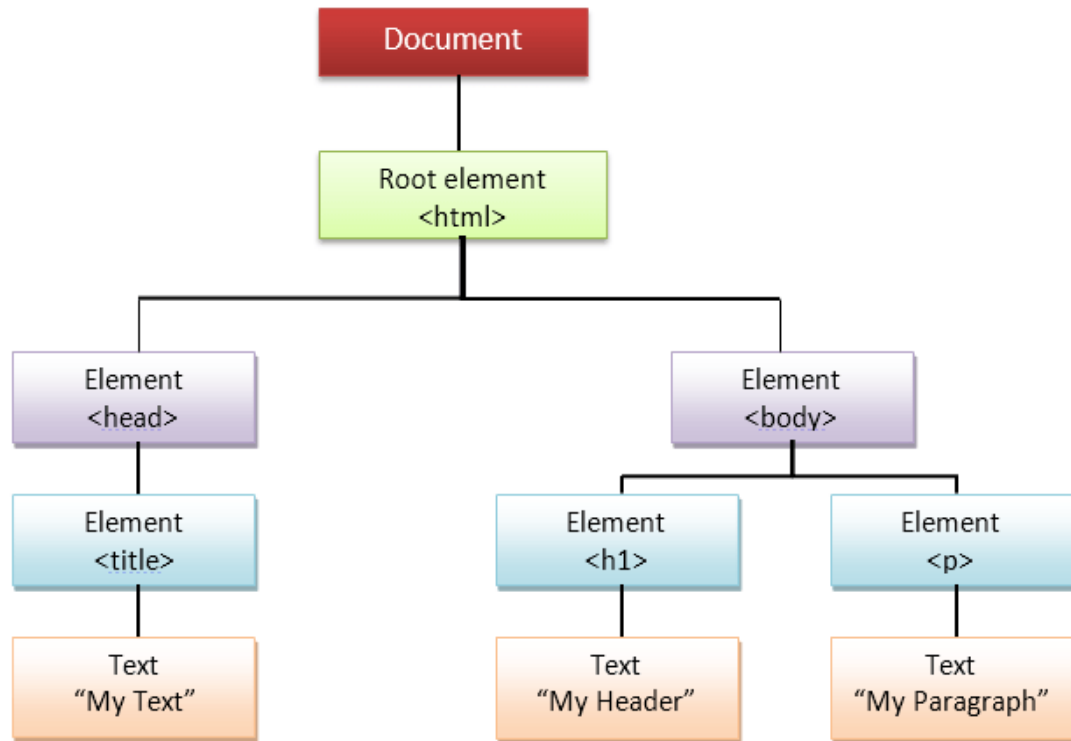 Document
Root element
<html>
Element
<head>
Element
<body>
Element
<title>
Element
<h1>
Element
<p>
Text
“My Text”
Text
“My Header”
Text
“My Paragraph”